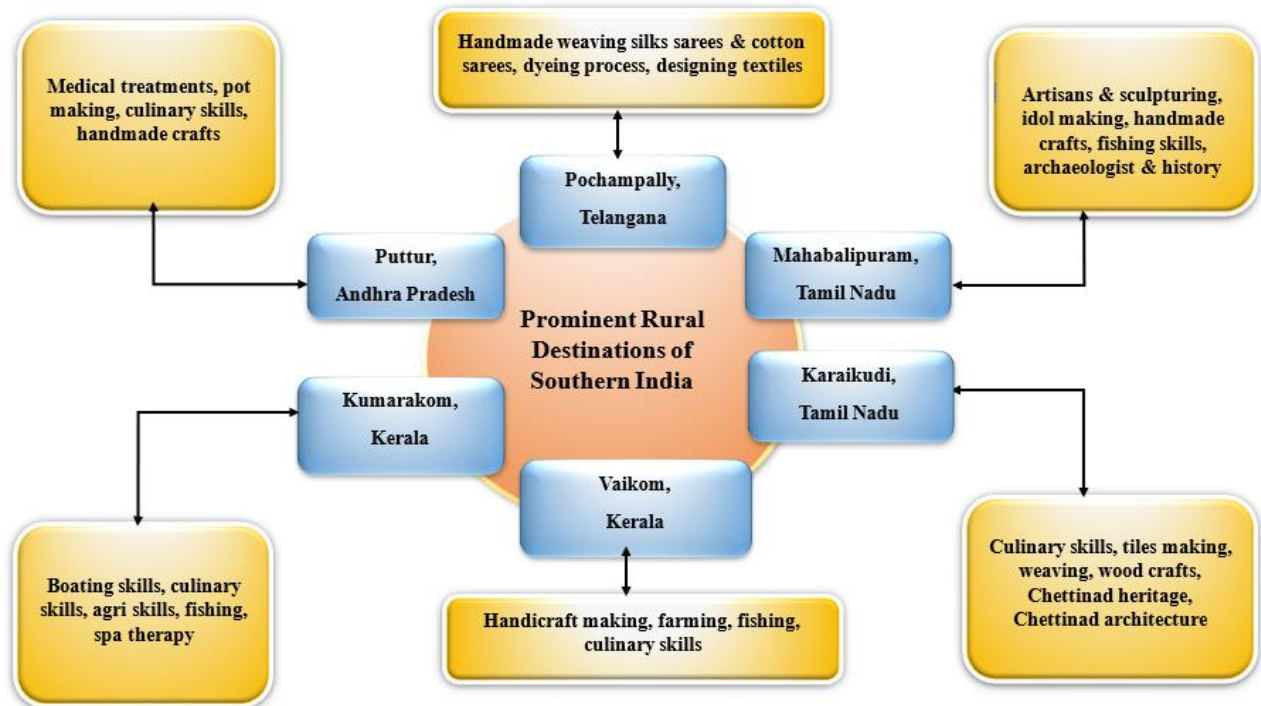 Handmade weaving silks sarees & cotton
sarees, dyeing process, designing textiles
Medical treatments, pot
making, culinary skills,
handmade crafts
Artisans & sculpturing,
idol making, handmade
crafts, fishing skills,
archaeologist & history
Pochampally,
Telangana
Puttur,
Andhra Pradesh
Mahabalipuram,
Tamil Nadu
Prominent Rural
Destinations of
Southern India
Kumarakom,
Kerala
Karaikudi,
Tamil Nadu
Vaikom,
Kerala
Boating skills, culinary
skills, agri skills, fishing,
spa therapy
Handicraft making, farming, fishing,
culinary skills
Culinary skills, tiles making,
weaving, wood crafts,
Chettinad heritage,
Chettinad architecture